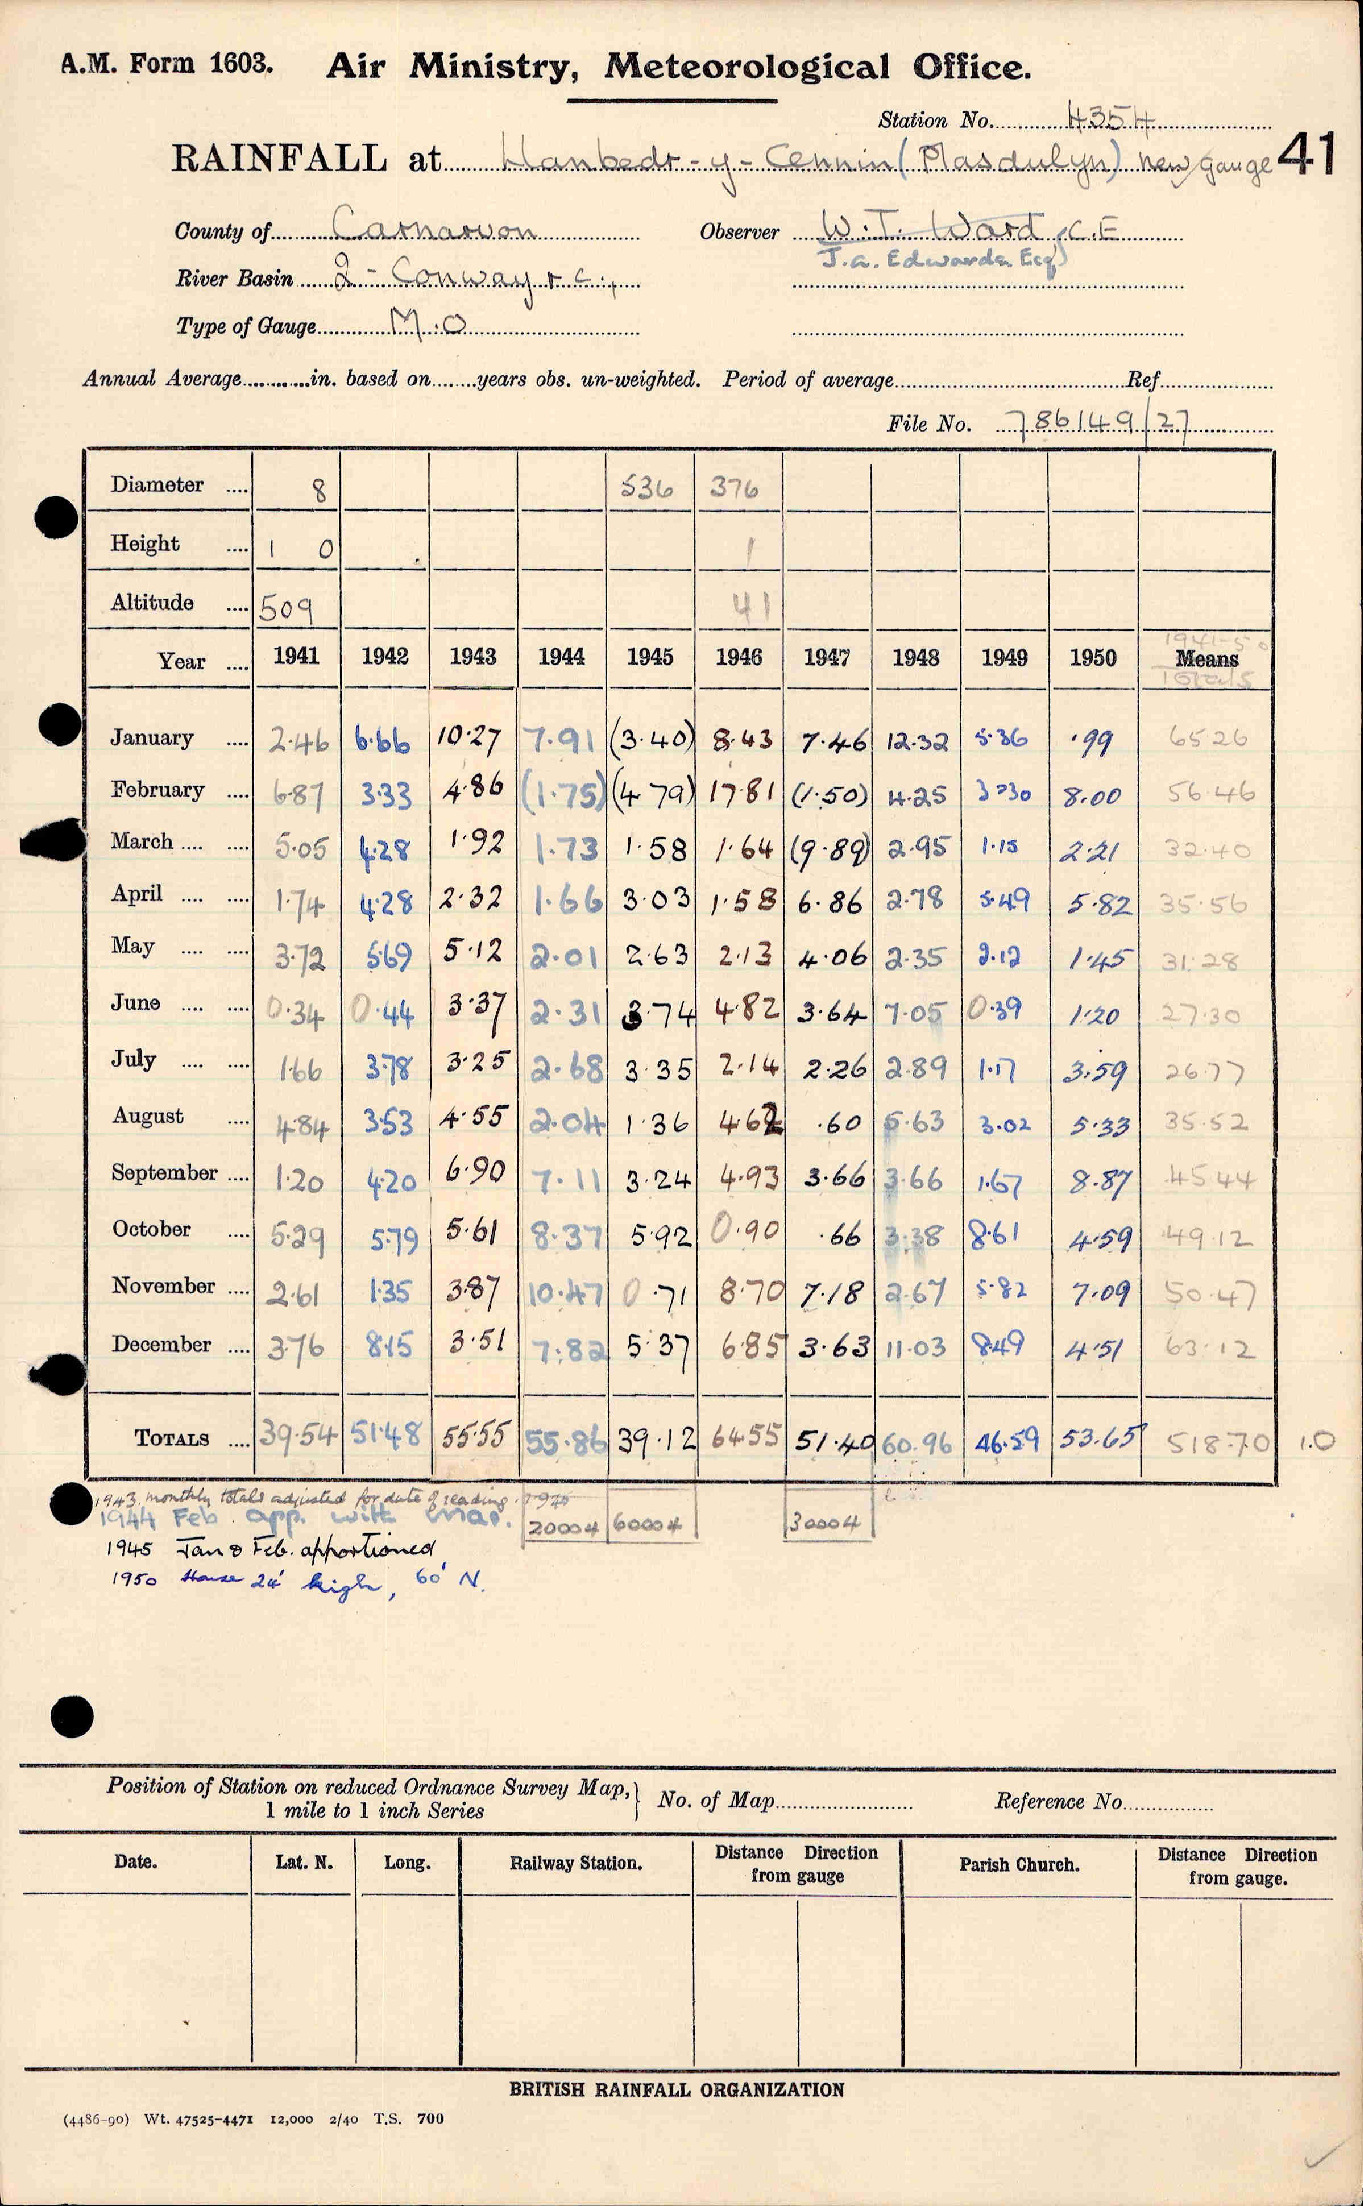 A.M. Form 1603. Air Ministry, Meteorological Office.
Station No. 4354
RAINFALL at Llanbedr-y-Cennin (Plasdulyn) new gauge 41
County of Carnarvon Observer W. T. Ward, C.E
J.A. Edwards Esq
River Basin 2 - Conway & C.,
Type of Gauge M.O
Annual Average in. based on years obs. un-weighted. Period of average Ref
File No. 786149/27
Diameter .... 8 536 376
Height .... 1 0 1
Altitude .... 509 41
1941-50
Year .... 1941 1942 1943 1944 1945 1946 1947 1948 1949 1950 Means
Totals
January .... 2.46 6.66 10.27 7.91 (3.40) 8.43 7.46 12.32 5.36 .99 65.26
February .... 6.87 3.33 4.86 (1.75) (4.79) 17.81 (1.50) 4.25 3.30 8.00 56.46
March .... .... 5.05 4.28 1.92 1.73 1.58 1.64 (9.89) 2.95 1.15 2.21 32.40
April .... .... 1.74 4.28 2.32 1.66 3.03 1.58 6.86 2.78 5.49 5.82 35.56
May .... .... 3.72 5.69 5.12 2.01 2.63 2.13 4.06 2.35 2.12 1.45 31.28
June .... .... 0.34 0.44 3.37 2.31 3.74 4.82 3.64 7.05 0.39 1.20 27.30
July .... .... 1.66 3.78 3.25 2.68 3.35 2.14 2.26 2.89 1.17 3.59 26.77
August .... 4.84 3.53 4.55 2.04 1.36 4.62 .60 5.63 3.02 5.33 35.52
September .... 1.20 4.20 6.90 7.11 3.24 4.93 3.66 3.66 1.67 8.87 45.44
October .... 5.29 5.79 5.61 8.37 5.92 0.90 .66 3.38 8.61 4.59 49.12
November .... 2.61 1.35 3.87 10.47 0.71 8.70 7.18 2.67 5.82 7.09 50.47
December .... 3.76 8.15 3.51 7.82 5.37 6.85 3.63 11.03 8.49 4.51 63.12
TOTALS .... 39.54 51.48 55.55 55.86 39.12 64.55 51.40 60.96 46.59 53.65 518.70 1.0
1943 monthly totals adjusted for date of reading.
1944 Feb. app. with map. 20004 60004 30004
1945 Jan & Feb. apportioned
1950 House 24' high, 60' N.
Position of Station on reduced Ordnance Survey Map,
1 mile to 1 inch Series } No. of Map Reference No
Date. Lat. N. Long. Railway Station. Distance Direction from gauge Parish Church. Distance Direction from gauge.
BRITISH RAINFALL ORGANIZATION
(4486-90) Wt. 47525-4471 12,000 2/40 T.S. 700